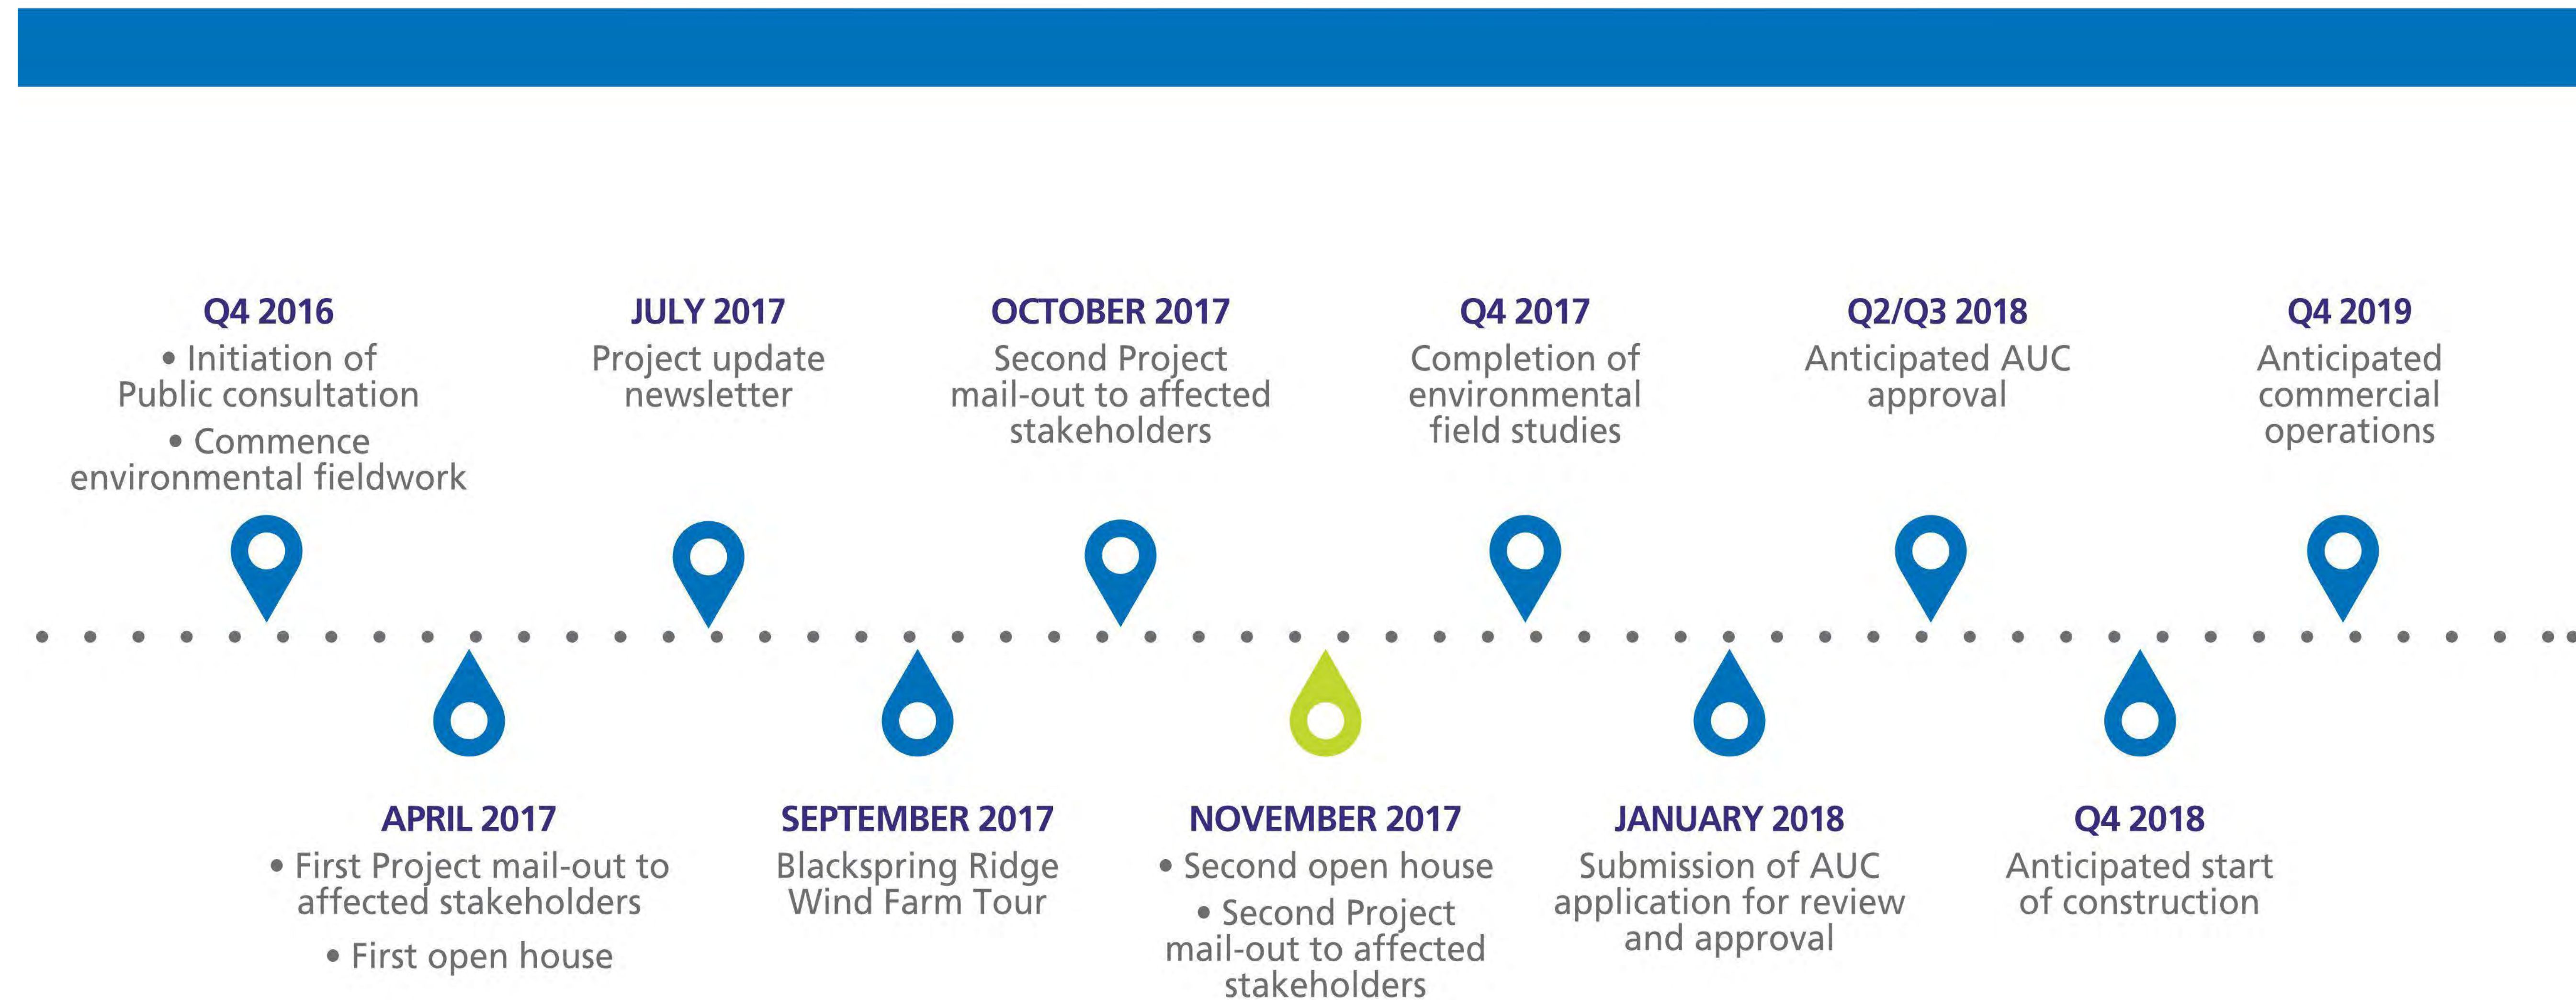 Q4 2016
• Initiation of
Public consultation
• Commence
environmental fieldwork
JULY 2017
Project update
newsletter
OCTOBER 2017
Second Project
mail-out to affected
stakeholders
Q4 2017
Completion of
environmental
field studies
Q2/Q3 2018
Anticipated AUC
approval
Q4 2019
Anticipated
commercial
operations
APRIL 2017
• First Project mail-out to
affected stakeholders
• First open house
SEPTEMBER 2017
Blackspring Ridge
Wind Farm Tour
NOVEMBER 2017
• Second open house
• Second Project
mail-out to affected
stakeholders
JANUARY 2018
Submission of AUC
application for review
and approval
Q4 2018
Anticipated start
of construction